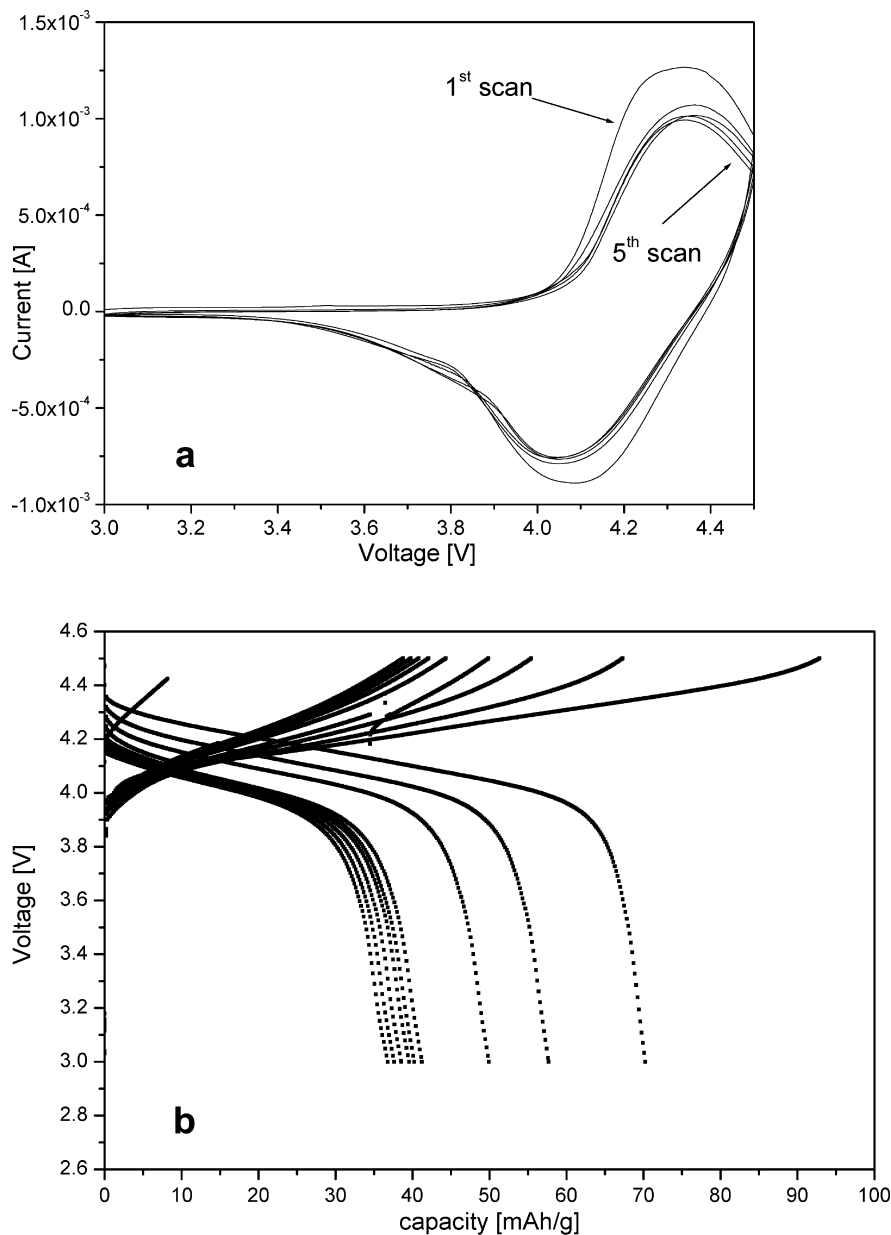 1.5x10⁻³
1.0x10⁻³
5.0x10⁻⁴
0.0
-5.0x10⁻⁴
-1.0x10⁻³
Current [A]
1st scan
5th scan
a
3.0 3.2 3.4 3.6 3.8 4.0 4.2 4.4
Voltage [V]
4.6
4.4
4.2
4.0
3.8
3.6
3.4
3.2
3.0
2.8
2.6
Voltage [V]
b
0 10 20 30 40 50 60 70 80 90 100
capacity [mAh/g]